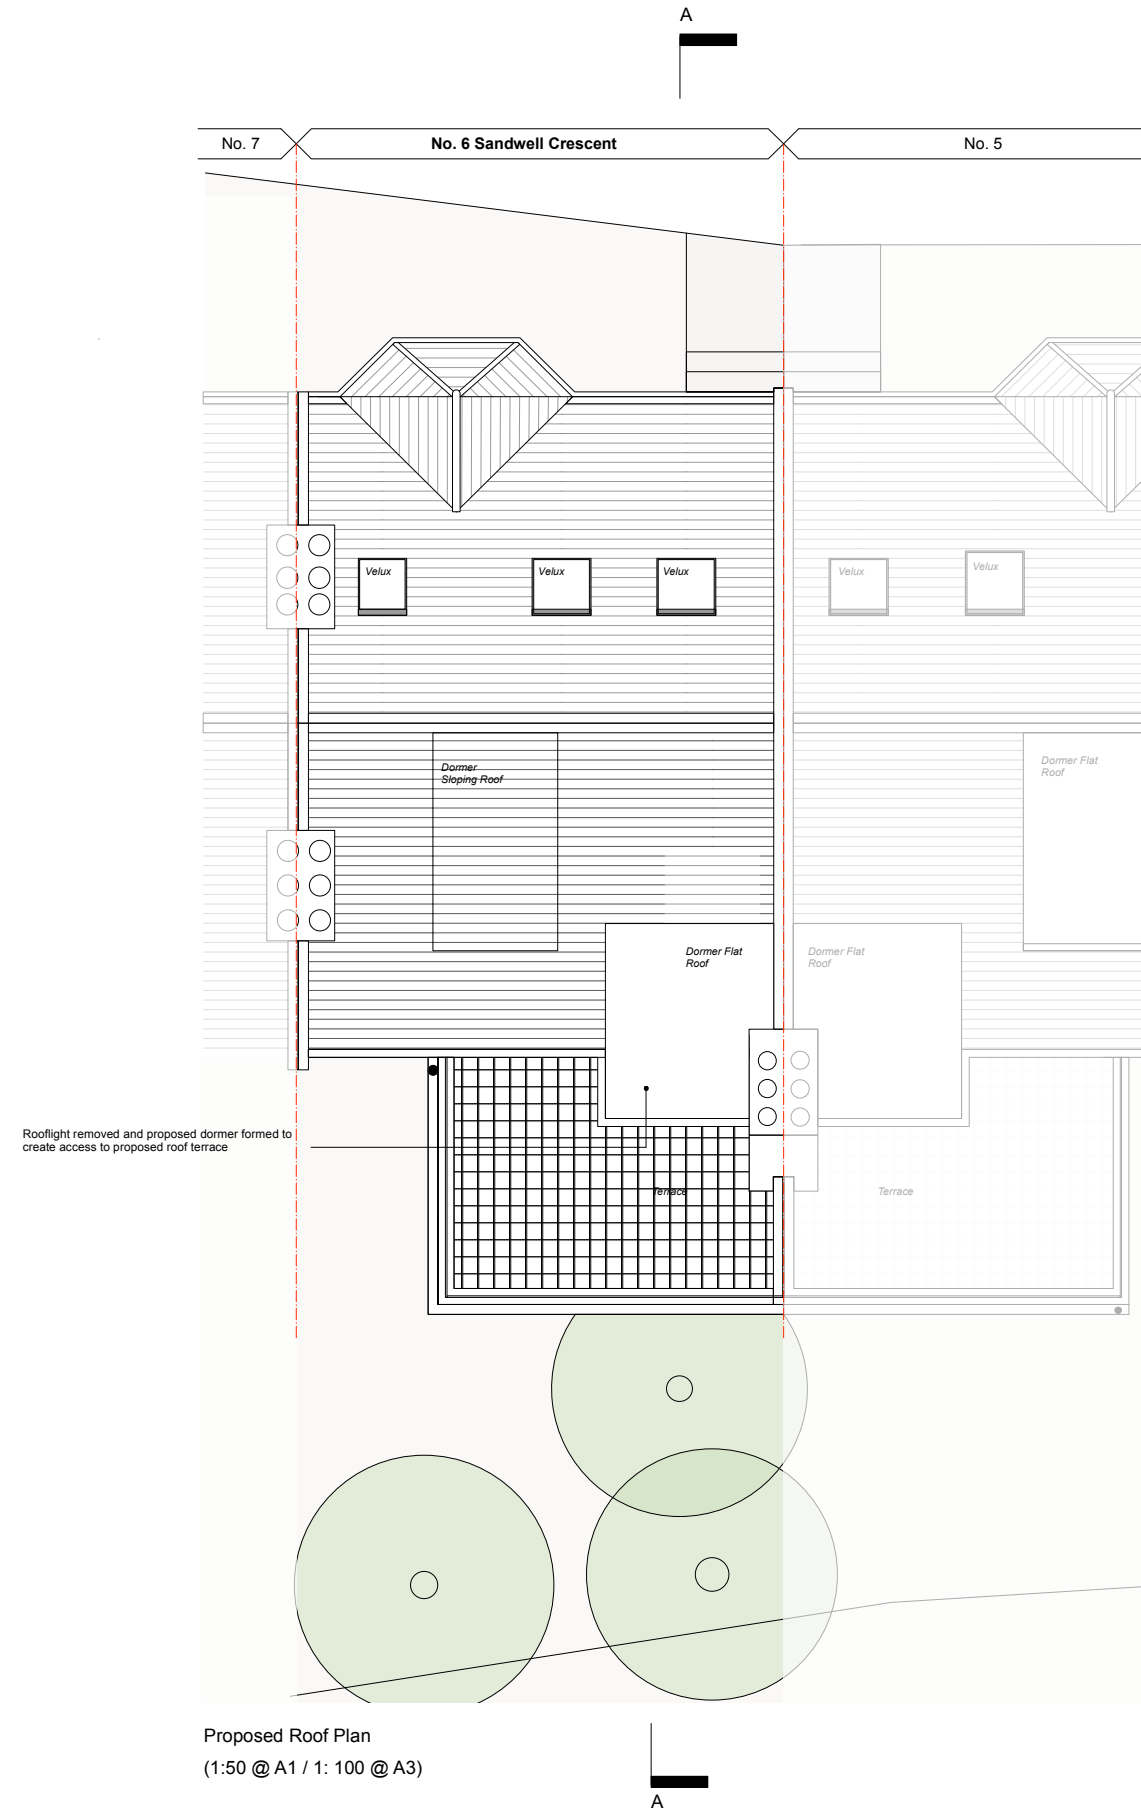 A
No. 7
No. 6 Sandwell Crescent
No. 5
Velux
Velux
Velux
Velux
Velux
Dormer
Sloping Roof
Dormer Flat
Roof
Dormer Flat
Roof
Dormer Flat
Roof
Rooflight removed and proposed dormer formed to
create access to proposed roof terrace
Terrace
Terrace
Proposed Roof Plan
(1:50 @ A1 / 1: 100 @ A3)
A